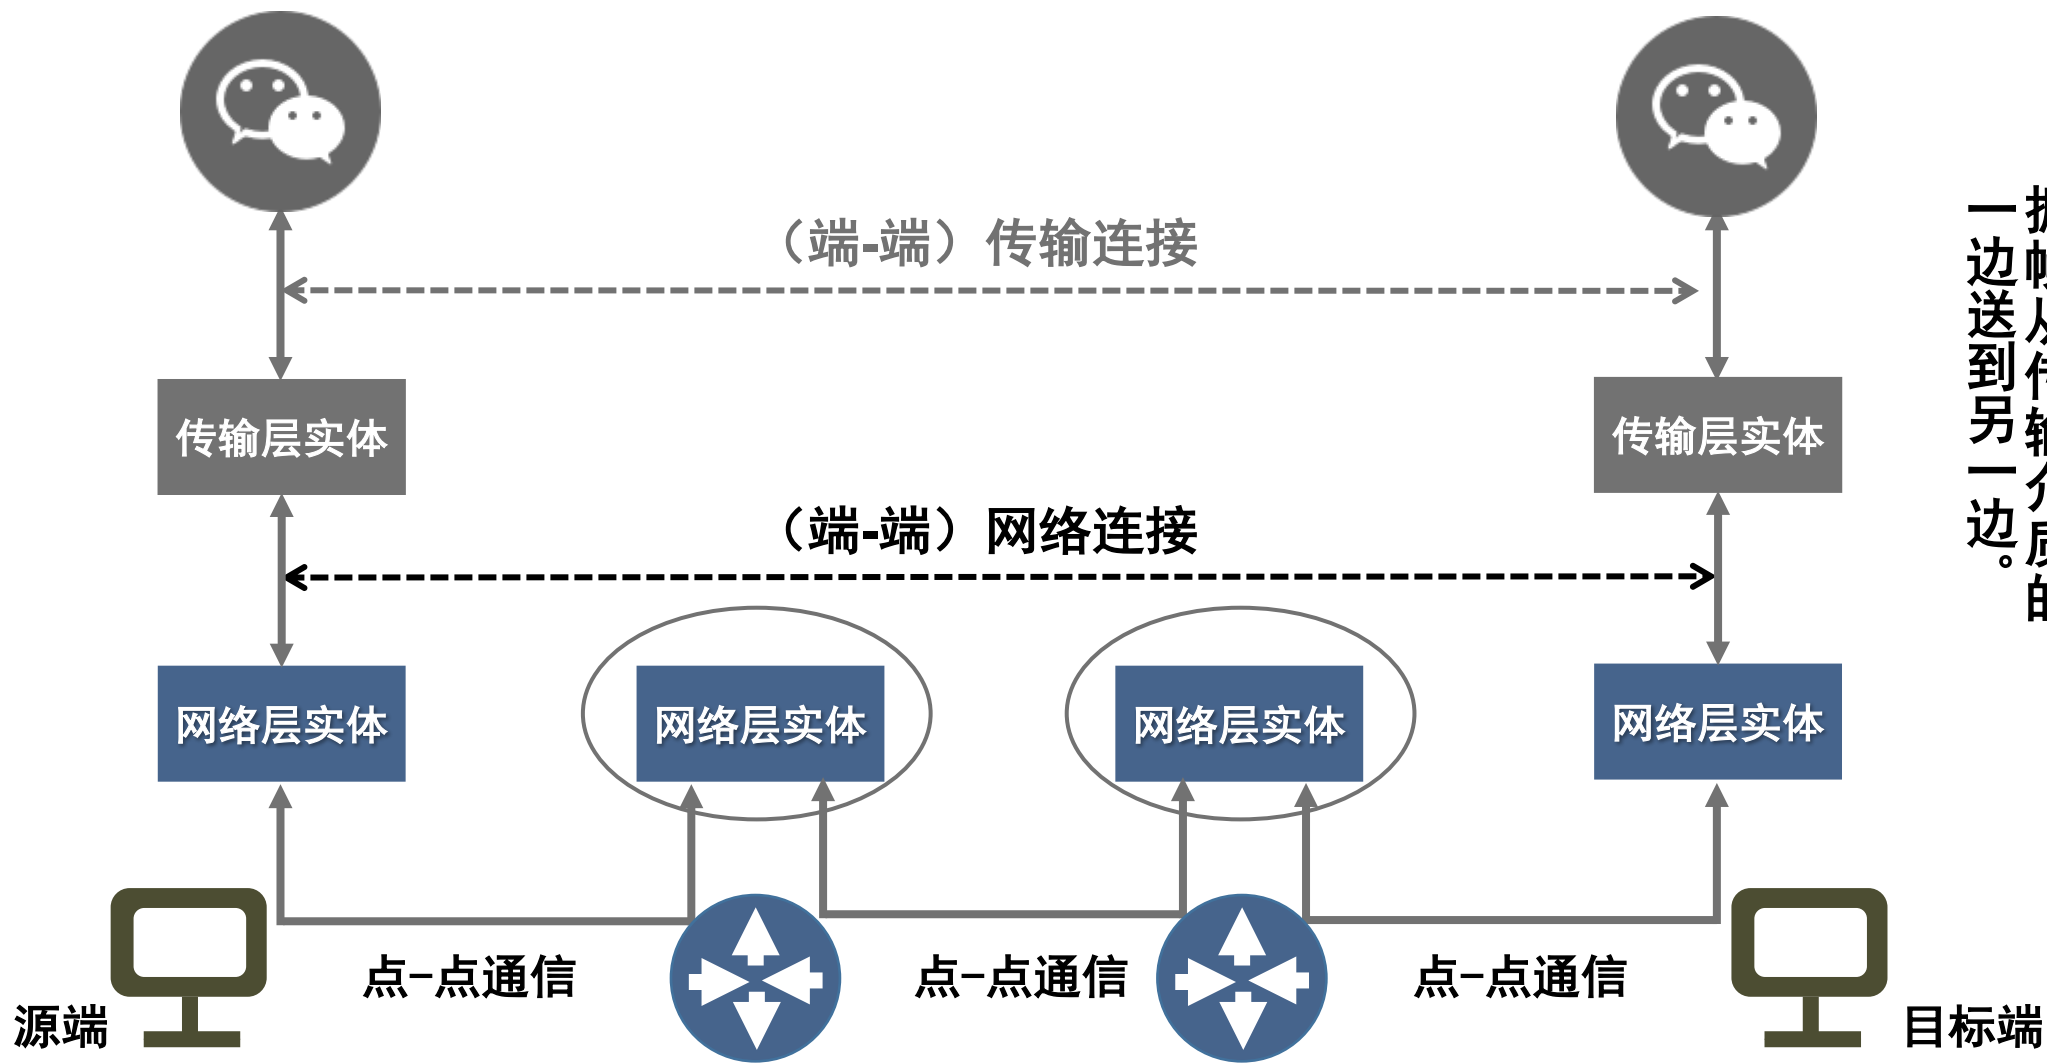 （端-端）传输连接
传输层实体
传输层实体
（端-端）网络连接
网络层实体
网络层实体
网络层实体
网络层实体
点-点通信
点-点通信
点-点通信
源端
目标端
一边送到另一边。